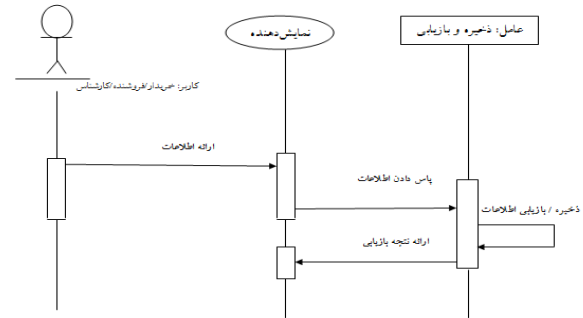 نمایش‌دهنده
عامل: ذخیره و بازیابی
کاربر: خریدار/فروشنده/کارشناس
ارائه اطلاعات
پاس دادن اطلاعات
ذخیره / بازیابی اطلاعات
ارائه نتجه بازیابی